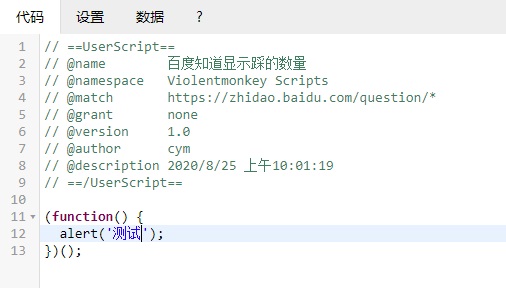 代码 设置 数据 ?
1 // ==UserScript==
2 // @name 百度知道显示踩的数量
3 // @namespace Violentmonkey Scripts
4 // @match https://zhidao.baidu.com/question/*
5 // @grant none
6 // @version 1.0
7 // @author cym
8 // @description 2020/8/25 上午10:01:19
9 // ==/UserScript==
10
11 (function() {
12 alert('测试');
13 })();